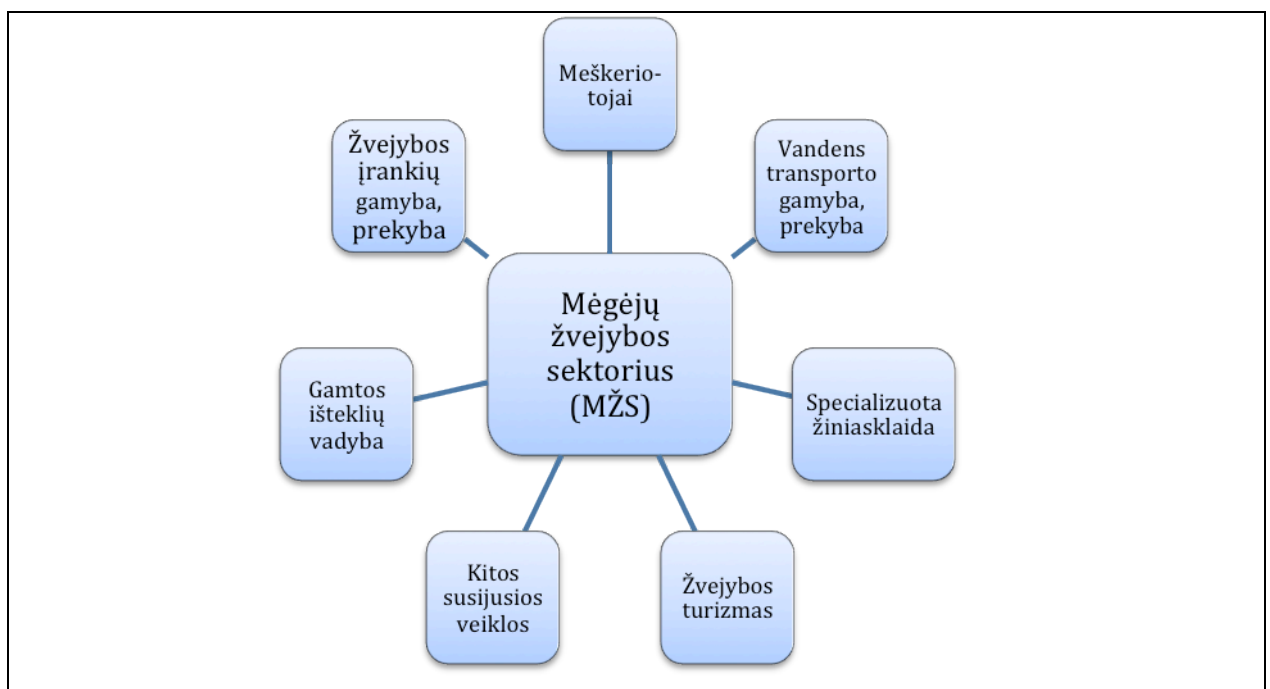 Meškerio-
tojai
Žvejybos
įrankių
gamyba,
prekyba
Vandens
transporto
gamyba,
prekyba
Mėgėjų
žvejybos
sektorius
(MŽS)
Gamtos
išteklių
vadyba
Specializuota
žiniasklaida
Kitos
susijusios
veiklos
Žvejybos
turizmas